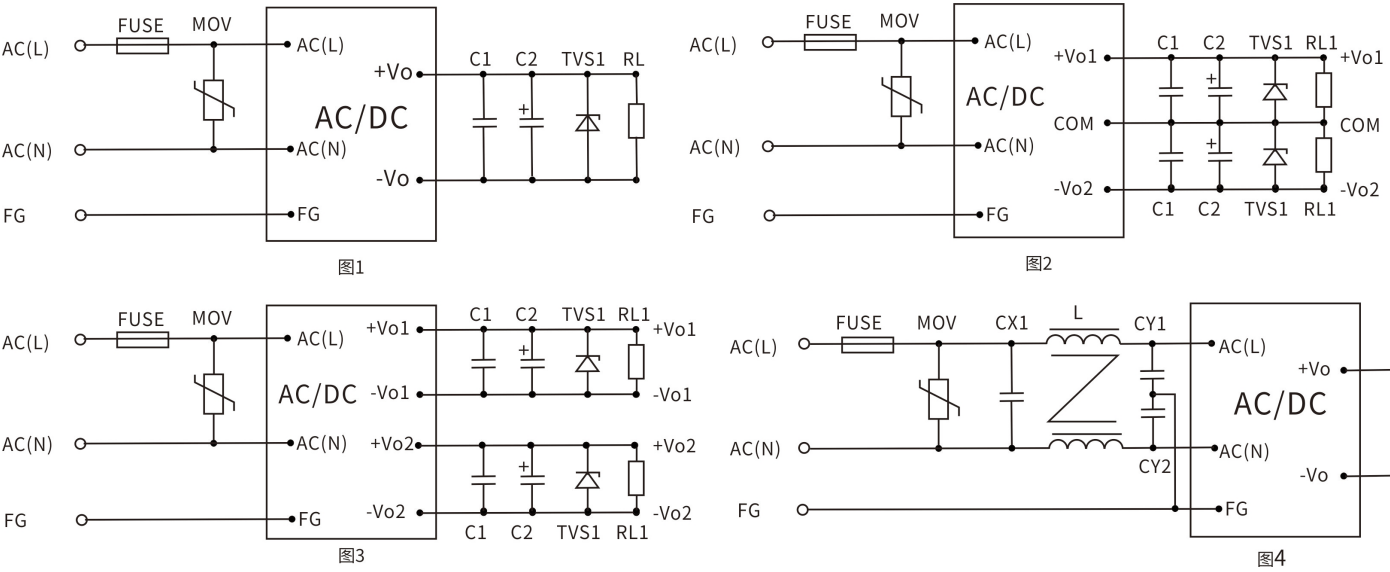 FUSE MOV
AC(L) AC(L)
C1 C2 TVS1 RL
+Vo
+
AC/DC
AC(N) AC(N)
-Vo
FG FG
图1
FUSE MOV
AC(L) AC(L)
C1 C2 TVS1 RL1
+Vo1 +Vo1
+
AC/DC
COM COM
+
AC(N) AC(N)
-Vo2 -Vo2
C1 C2 TVS1 RL1
FG FG
图2
FUSE MOV
AC(L) AC(L)
C1 C2 TVS1 RL1
+Vo1 +Vo1
+
AC/DC
-Vo1 -Vo1
AC(N) AC(N)
+Vo2 +Vo2
+
-Vo2 -Vo2
C1 C2 TVS1 RL1
FG FG
图3
FUSE MOV CX1 L CY1
AC(L) AC(L)
+Vo
AC/DC
AC(N) AC(N)
CY2
-Vo
FG FG
图4